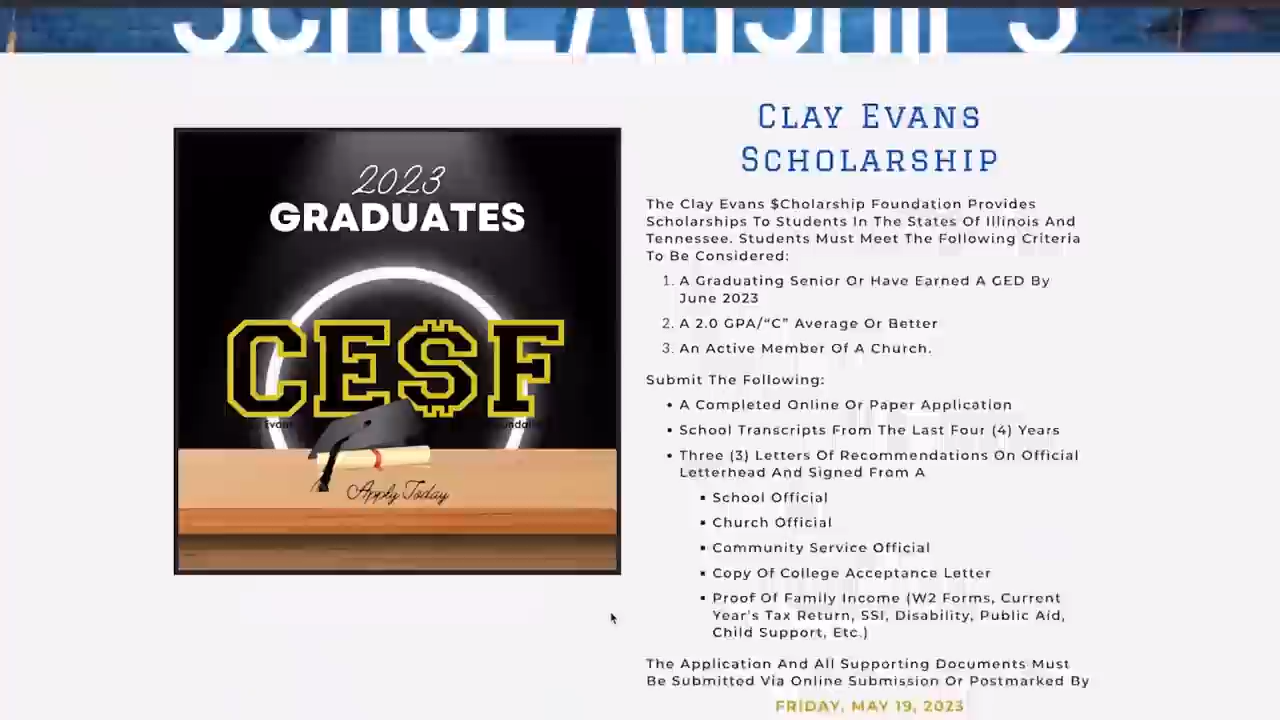 SCHOLARSHIPS
Clay Evans
Scholarship
2023
GRADUATES
CE$F
Evans
Apply Today
The Clay Evans $Cholarship Foundation Provides
Scholarships To Students In The States Of Illinois And
Tennessee. Students Must Meet The Following Criteria
To Be Considered:
1. A Graduating Senior Or Have Earned A GED By
June 2023
2. A 2.0 GPA/“C” Average Or Better
3. An Active Member Of A Church.
Submit The Following:
• A Completed Online Or Paper Application
• School Transcripts From The Last Four (4) Years
• Three (3) Letters Of Recommendations On Official
Letterhead And Signed From A
▪ School Official
▪ Church Official
▪ Community Service Official
▪ Copy Of College Acceptance Letter
▪ Proof Of Family Income (W2 Forms, Current
Year's Tax Return, SSI, Disability, Public Aid,
Child Support, Etc.)
The Application And All Supporting Documents Must
Be Submitted Via Online Submission Or Postmarked By
FRIDAY, MAY 19, 2023